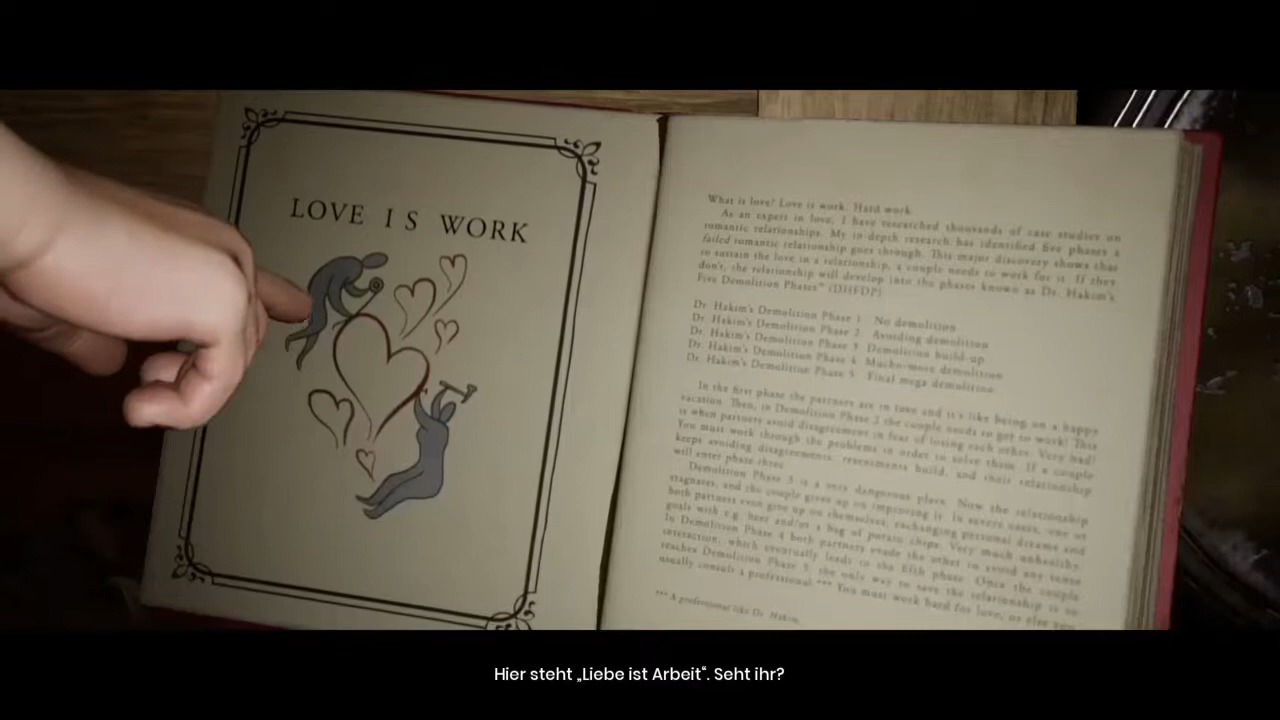 LOVE IS WORK
What is love? Love is work. Hard work.
As an expert in love, I have researched thousands of case studies on
romantic relationships. My in-depth research has identified five phases a
failed romantic relationship goes through. This major discovery shows that
to sustain the love in a relationship, a couple needs to work for it. If they
don't, the relationship will develop into the phases known as Dr. Hakim's
Five Demolition Phases* (DHFDP)
Dr. Hakim's Demolition Phase 1 No demolition
Dr. Hakim's Demolition Phase 2 Avoiding demolition
Dr. Hakim's Demolition Phase 3 Demolition build-up
Dr. Hakim's Demolition Phase 4 Mucho-more demolition
Dr. Hakim's Demolition Phase 5 Final mega demolition
In the first phase the partners are in love and it's like being on a happy
vacation. Then, in Demolition Phase 2 the couple needs to get to work! This
is when partners avoid disagreement in fear of losing each other. Very bad!
You must work through the problems in order to solve them. If a couple
keeps avoiding disagreements, resentments build, and their relationship
will enter phase three.
Demolition Phase 3 is a very dangerous place. Now the relationship
stagnates, and the couple gives up on improving it. In severe cases, one or
both partners even give up on themselves, exchanging personal dreams and
goals with e.g. beer and/or a bag of potato chips. Very much unhealthy.
In Demolition Phase 4 both partners evade the other to avoid any tense
interaction, which eventually leads to the fifth phase. Once the couple
reaches Demolition Phase 5, the only way to save the relationship is to
usually consult a professional.*** You must work hard for love, or else you
*** A professional like Dr. Hakim.
Hier steht „Liebe ist Arbeit“. Seht ihr?